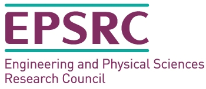 EPSRC
Engineering and Physical Sciences
Research Council